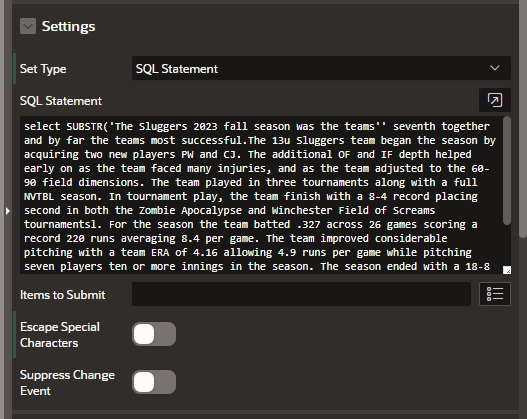 Settings
Set Type
SQL Statement
SQL Statement
select SUBSTR('The Sluggers 2023 fall season was the teams'' seventh together
and by far the teams most successful.The 13u Sluggers team began the season by
acquiring two new players PW and CJ. The additional OF and IF depth helped
early on as the team faced many injuries, and as the team adjusted to the 60-
90 field dimensions. The team played in three tournaments along with a full
NVTBL season. In tournament play, the team finish with a 8-4 record placing
second in both the Zombie Apocalypse and Winchester Field of Screams
tournamentsl. For the season the team batted .327 across 26 games scoring a
record 220 runs averaging 8.4 per game. The team improved considerable
pitching with a team ERA of 4.16 allowing 4.9 runs per game while pitching
seven players ten or more innings in the season. The season ended with a 18-8
Items to Submit
Escape Special
Characters
Suppress Change
Event